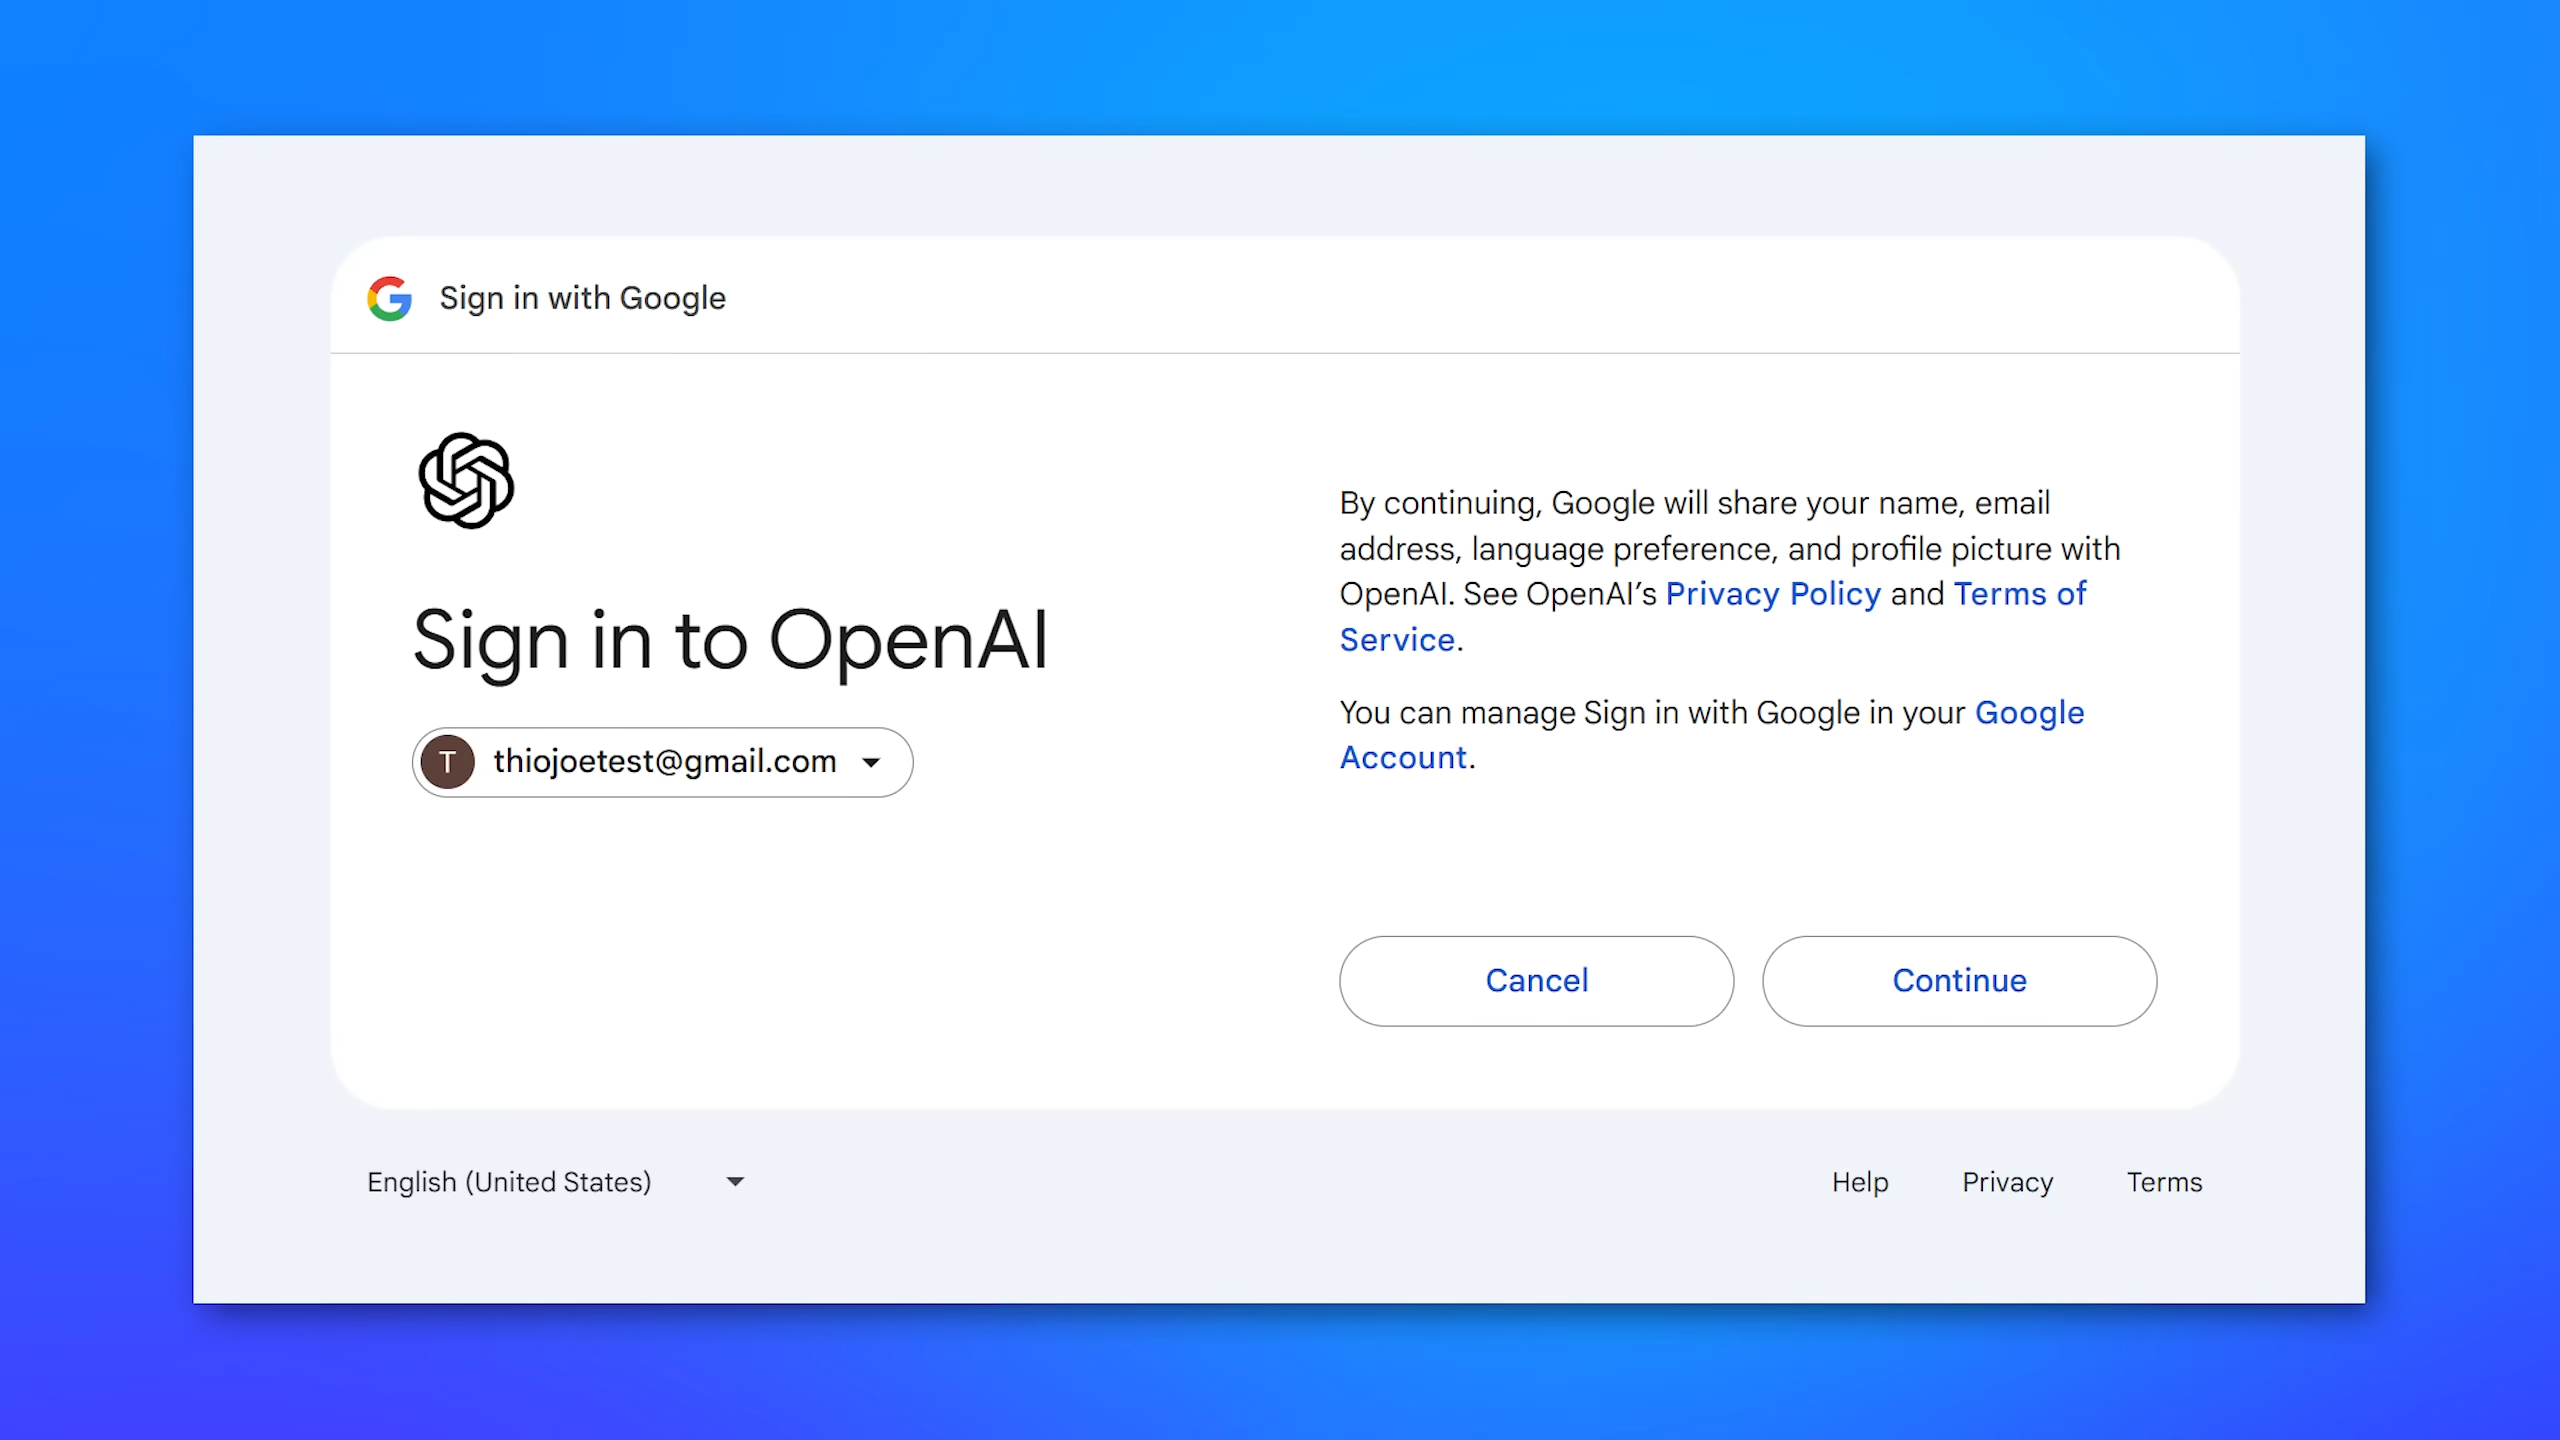 Sign in with Google
Sign in to OpenAI
T thiojoetest@gmail.com
By continuing, Google will share your name, email
address, language preference, and profile picture with
OpenAI. See OpenAI’s Privacy Policy and Terms of
Service.
You can manage Sign in with Google in your Google
Account.
Cancel Continue
English (United States) Help Privacy Terms